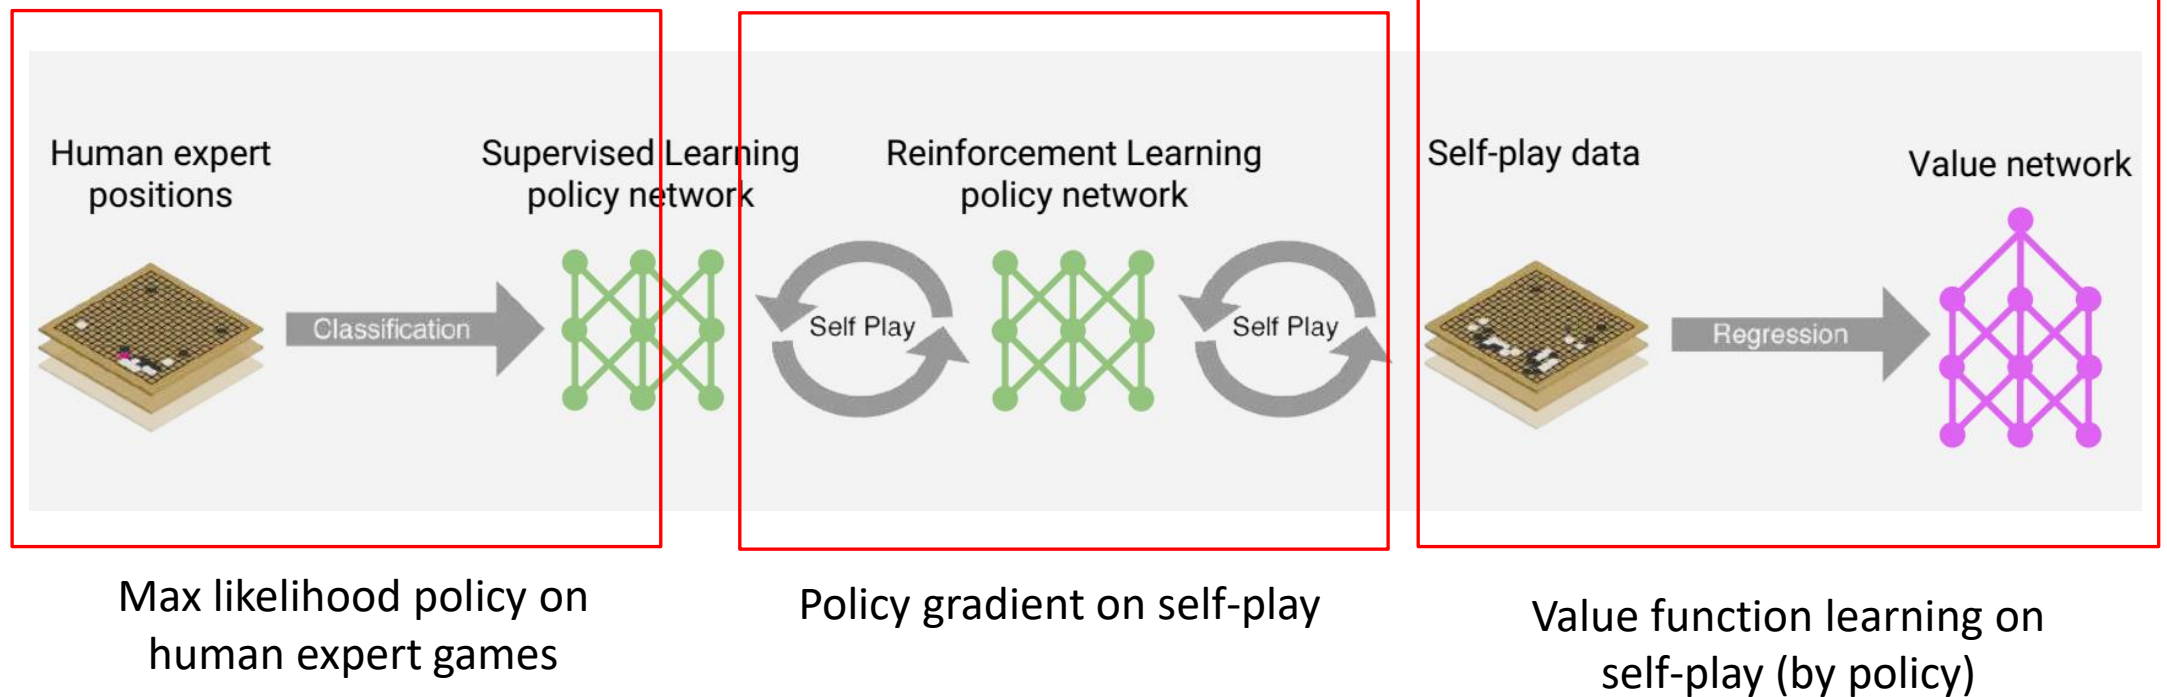 Human expert
positions
Classification
Supervised Learning
policy network
Self Play
Reinforcement Learning
policy network
Self Play
Self-play data
Regression
Value network
Max likelihood policy on
human expert games
Policy gradient on self-play
Value function learning on
self-play (by policy)